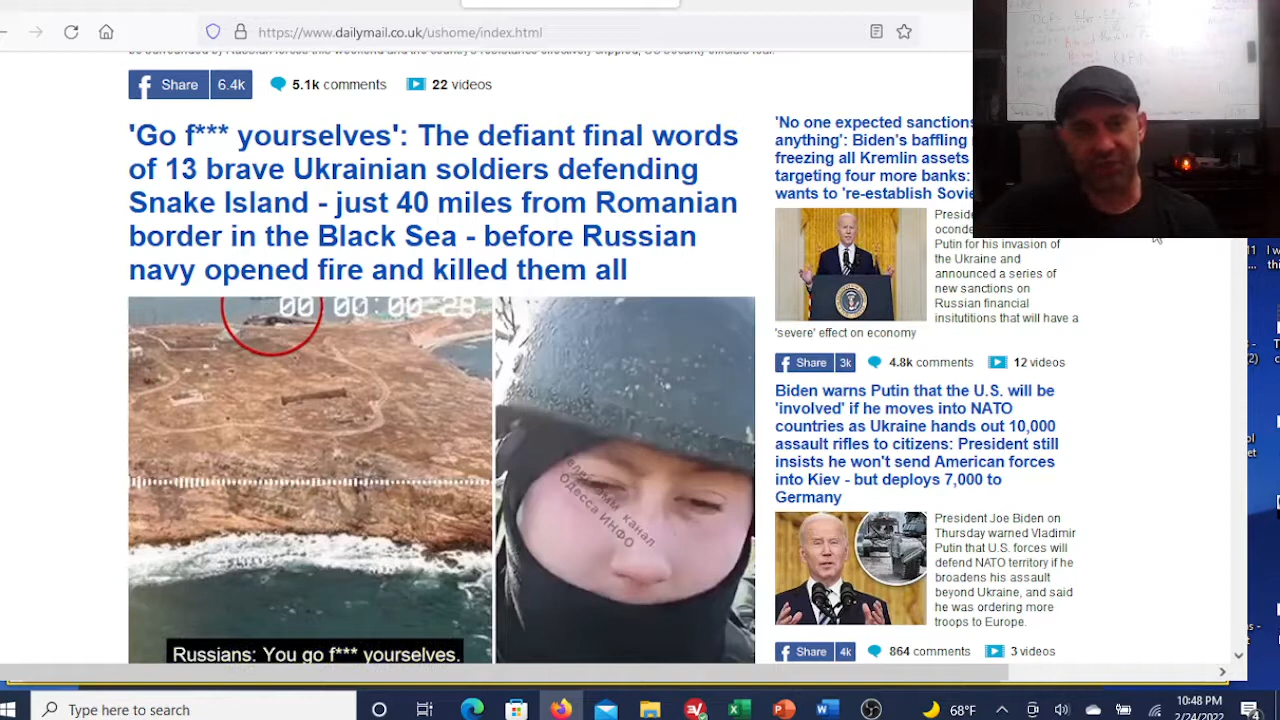 https://www.dailymail.co.uk/ushome/index.html
Share 6.4k 5.1k comments 22 videos
'Go f*** yourselves': The defiant final words
of 13 brave Ukrainian soldiers defending
Snake Island - just 40 miles from Romanian
border in the Black Sea - before Russian
navy opened fire and killed them all
00 00:00:28
канал
Одесса ИНФО
Russians: You go f*** yourselves.
'No one expected sanctions
anything': Biden's baffling
freezing all Kremlin assets
targeting four more banks:
wants to 're-establish
President
Putin for his invasion of
the Ukraine and
announced a series of
new sanctions on
Russian financial
insitutitions that will have a
'severe' effect on economy
Share 3k 4.8k comments 12 videos
Biden warns Putin that the U.S. will be
'involved' if he moves into NATO
countries as Ukraine hands out 10,000
assault rifles to citizens: President still
insists he won't send American forces
into Kiev - but deploys 7,000 to
Germany
President Joe Biden on
Thursday warned Vladimir
Putin that U.S. forces will
defend NATO territory if he
broadens his assault
beyond Ukraine, and said
he was ordering more
troops to Europe.
Share 4k 864 comments 3 videos
Type here to search
68°F
10:48 PM
2/24/2022